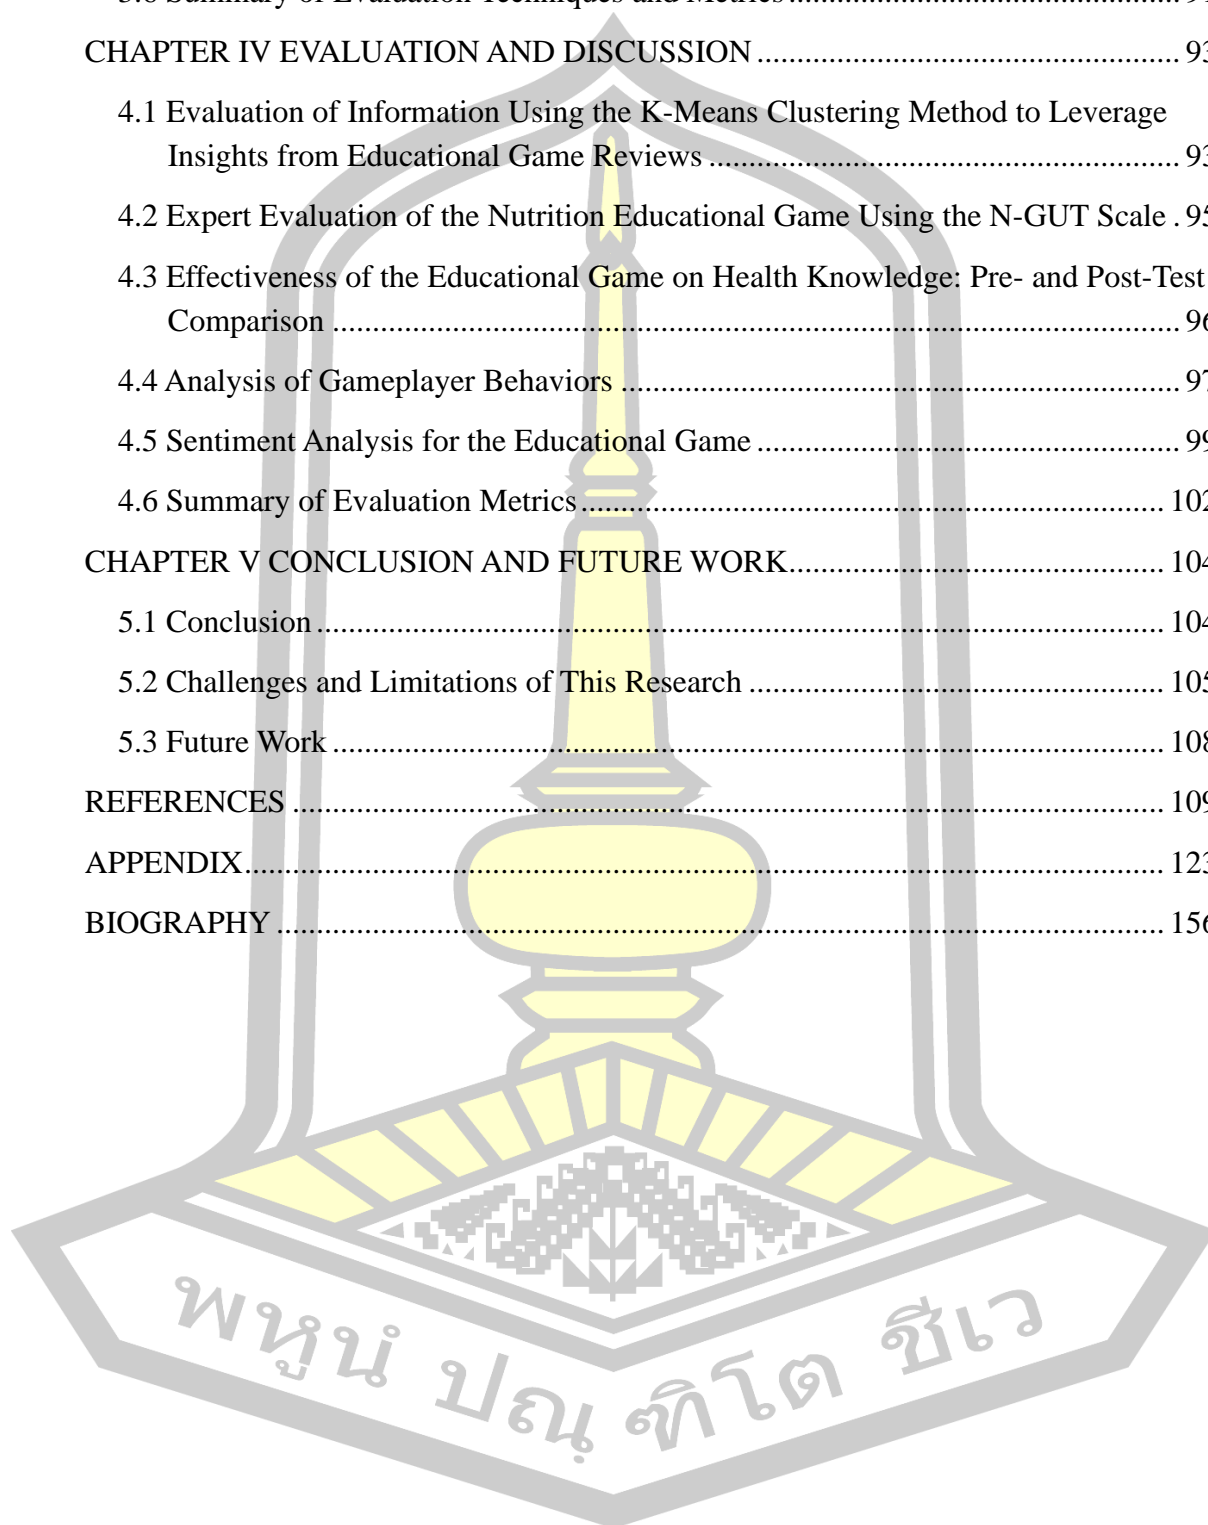 Summary of Evaluation Techniques and Metrics
CHAPTER IV EVALUATION AND DISCUSSION ........ 93
4.1 Evaluation of Information Using the K-Means Clustering Method to Leverage
Insights from Educational Game Reviews ........ 93
4.2 Expert Evaluation of the Nutrition Educational Game Using the N-GUT Scale . 95
4.3 Effectiveness of the Educational Game on Health Knowledge: Pre- and Post-Test
Comparison ........ 96
4.4 Analysis of Gameplayer Behaviors ........ 97
4.5 Sentiment Analysis for the Educational Game ........ 99
4.6 Summary of Evaluation Metrics ........ 102
CHAPTER V CONCLUSION AND FUTURE WORK ........ 104
5.1 Conclusion ........ 104
5.2 Challenges and Limitations of This Research ........ 105
5.3 Future Work ........ 108
REFERENCES ........ 109
APPENDIX ........ 123
BIOGRAPHY ........ 156
พหูนํ ปณฺฑิโต ชีเว